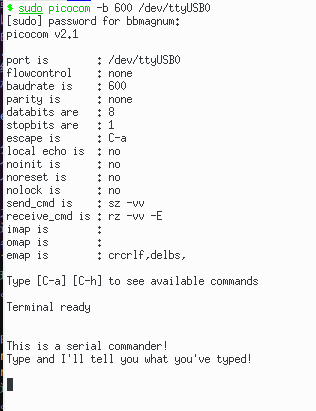 $ sudo picocom -b 600 /dev/ttyUSB0
[sudo] password for bbmagnum:
picocom v2.1
port is        : /dev/ttyUSB0
flowcontrol    : none
baudrate is    : 600
parity is      : none
databits are   : 8
stopbits are   : 1
escape is      : C-a
local echo is  : no
noinit is      : no
noreset is     : no
nolock is      : no
send_cmd is    : sz -vv
receive_cmd is : rz -vv -E
imap is        :
omap is        :
emap is        : crcrlf,delbs,
Type [C-a] [C-h] to see available commands
Terminal ready
This is a serial commander!
Type and I'll tell you what you've typed!